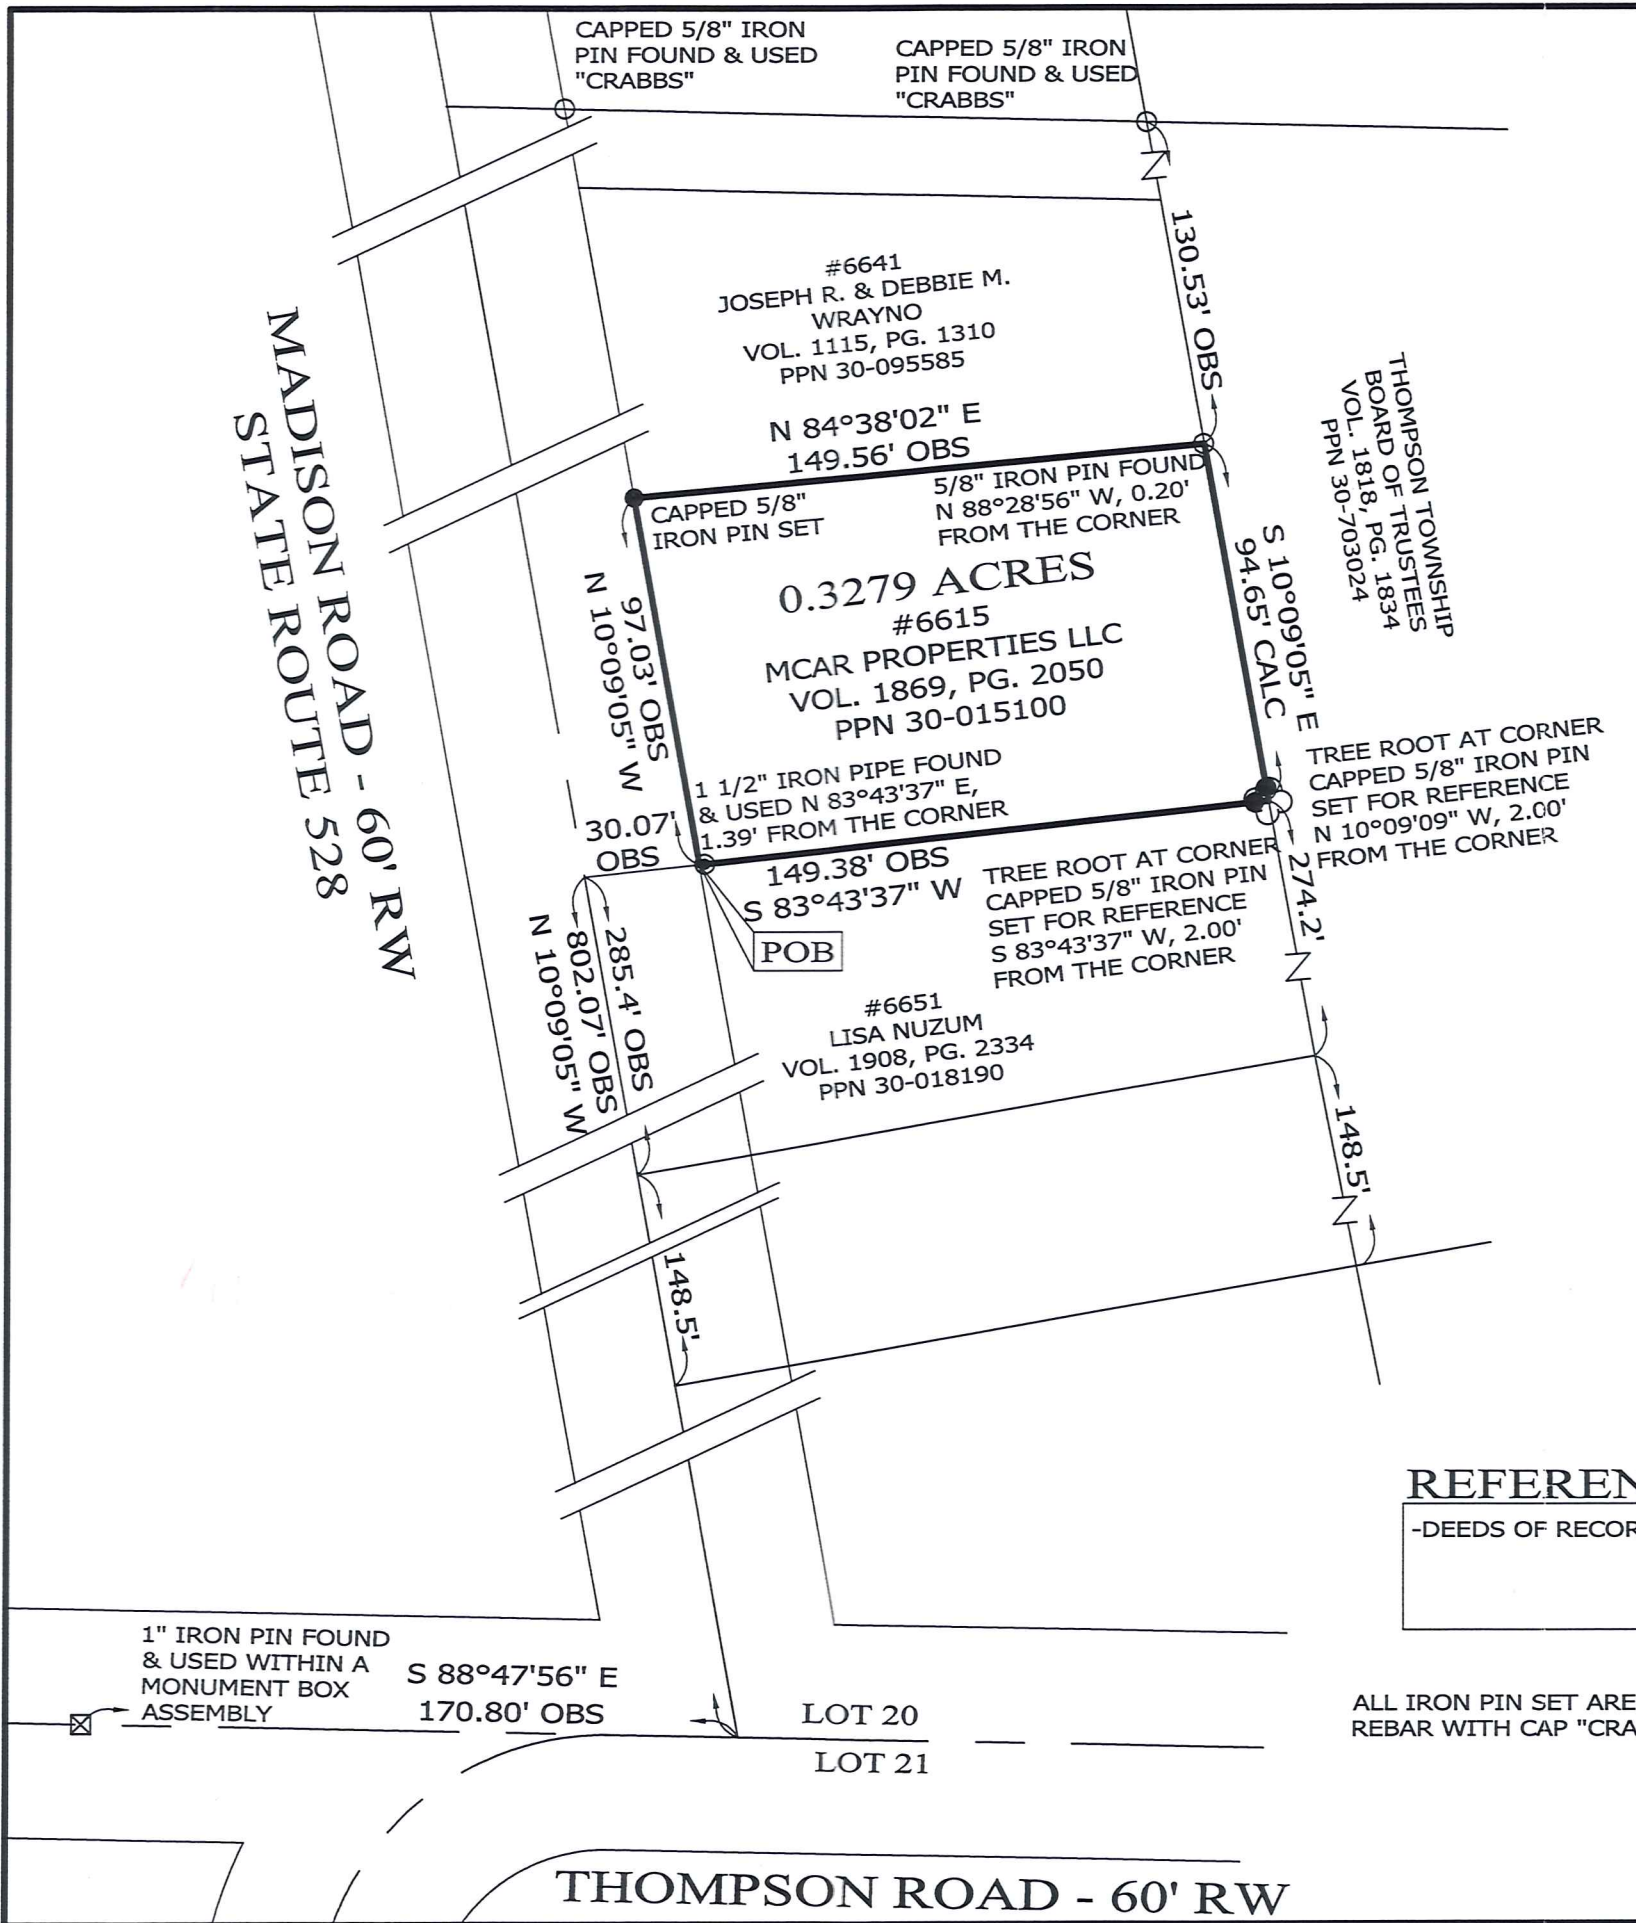 CAPPED 5/8" IRON
PIN FOUND & USED
"CRABBS"
CAPPED 5/8" IRON
PIN FOUND & USED
"CRABBS"
N
130.53' OBS
#6641
JOSEPH R. & DEBBIE M.
WRAYNO
VOL. 1115, PG. 1310
PPN 30-095585
MADISON ROAD - 60' RW
STATE ROUTE 528
THOMPSON TOWNSHIP
BOARD OF TRUSTEES
VOL. 1818, PG. 1834
PPN 30-703024
N 84°38'02" E
149.56' OBS
CAPPED 5/8"
IRON PIN SET
5/8" IRON PIN FOUND
N 88°28'56" W, 0.20'
FROM THE CORNER
97.03' OBS
N 10°09'05" W
0.3279 ACRES
#6615
MCAR PROPERTIES LLC
VOL. 1869, PG. 2050
PPN 30-015100
S 10°09'05" E
94.65' CALC
1 1/2" IRON PIPE FOUND
& USED N 83°43'37" E,
1.39' FROM THE CORNER
TREE ROOT AT CORNER
CAPPED 5/8" IRON PIN
SET FOR REFERENCE
N 10°09'09" W, 2.00'
FROM THE CORNER
30.07'
OBS
149.38' OBS
S 83°43'37" W
TREE ROOT AT CORNER
CAPPED 5/8" IRON PIN
SET FOR REFERENCE
S 83°43'37" W, 2.00'
FROM THE CORNER
274.2'
N
POB
285.4' OBS
802.07' OBS
N 10°09'05" W
#6651
LISA NUZUM
VOL. 1908, PG. 2334
PPN 30-018190
148.5'
N
148.5'
REFEREN
-DEEDS OF RECOR
1" IRON PIN FOUND
& USED WITHIN A
MONUMENT BOX
ASSEMBLY
S 88°47'56" E
170.80' OBS
LOT 20
LOT 21
ALL IRON PIN SET ARE
REBAR WITH CAP "CRA
THOMPSON ROAD - 60' RW